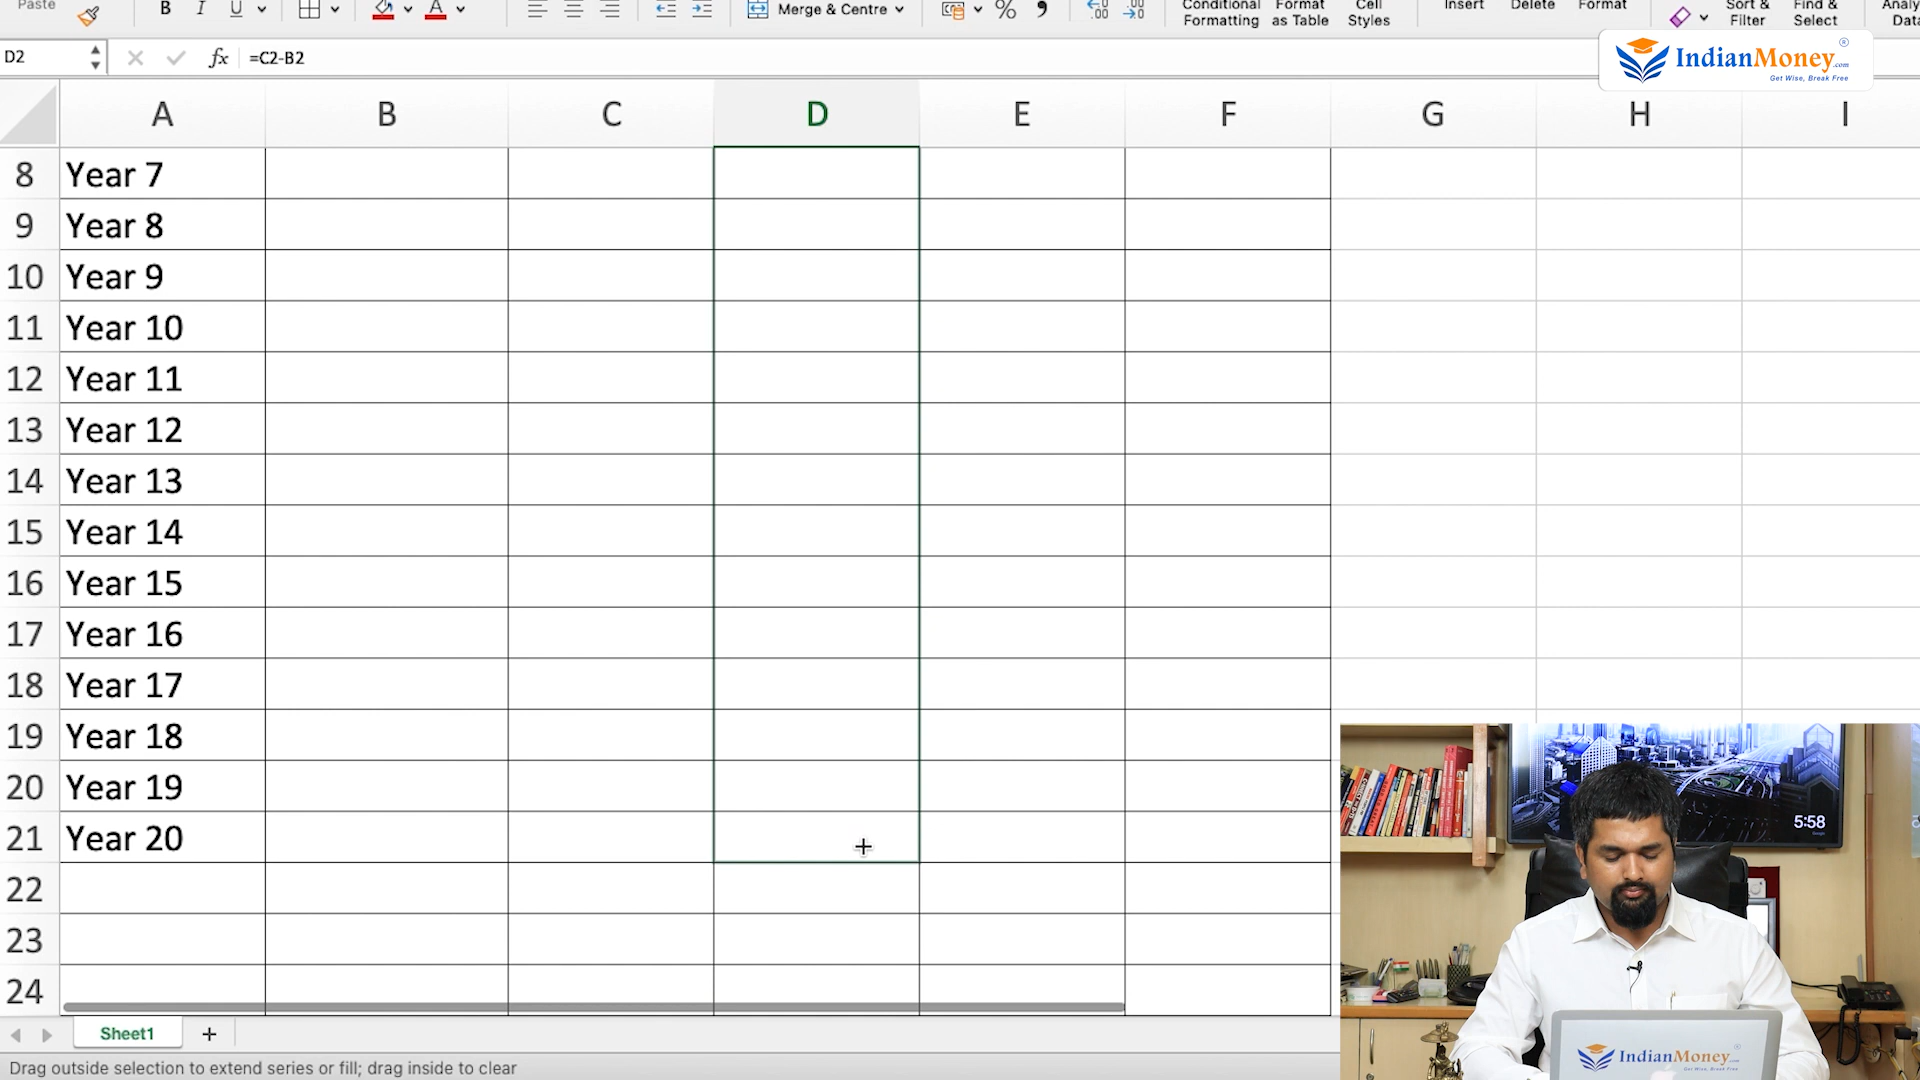 Paste
B I U
A
Merge & Centre
%
Conditional
Formatting
Format
as Table
Cell
Styles
Insert
Delete
Format
Sort &
Filter
Find &
Select
IndianMoney.com ®
Get Wise, Break Free
D2
fx
=C2-B2
A B C D E F G H I
8 Year 7
9 Year 8
10 Year 9
11 Year 10
12 Year 11
13 Year 12
14 Year 13
15 Year 14
16 Year 15
17 Year 16
18 Year 17
19 Year 18
20 Year 19
21 Year 20
22
23
24
5:58
IndianMoney
Sheet1
+
Drag outside selection to extend series or fill; drag inside to clear